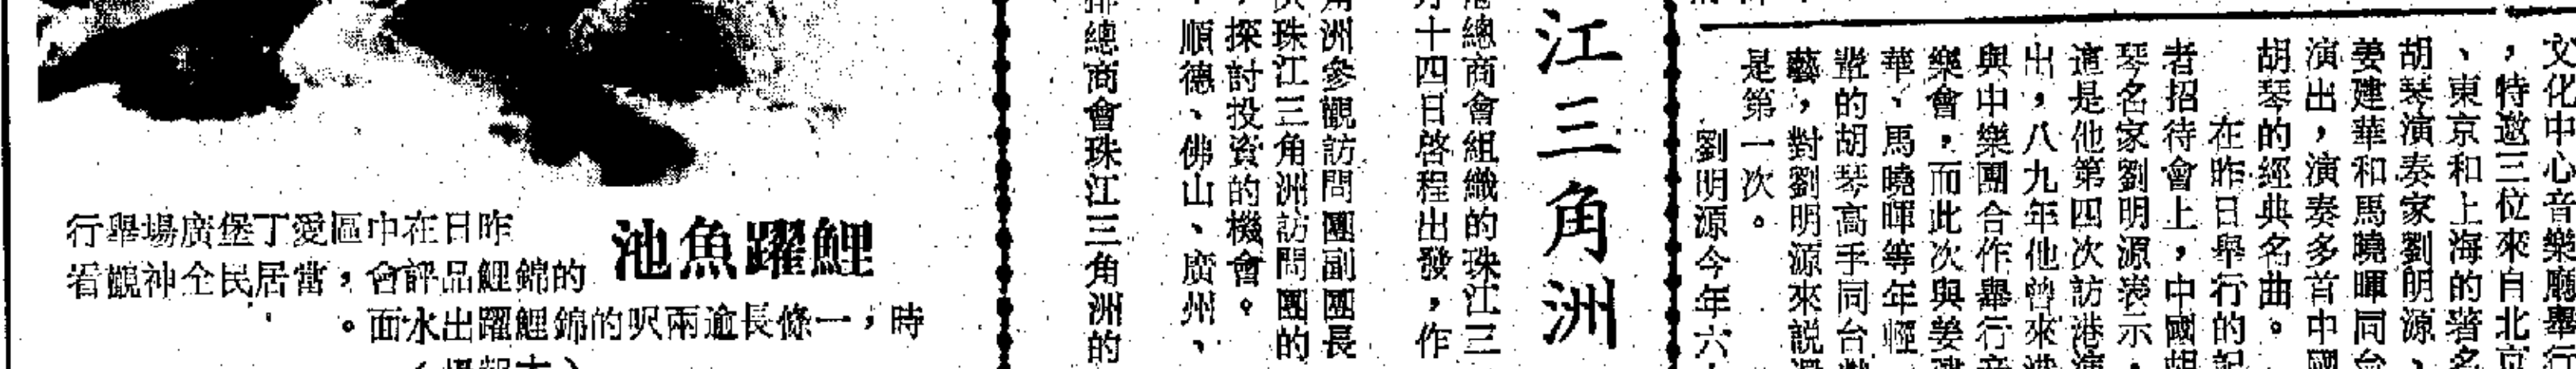 文化中心音樂廳舉行
，特邀三位來自北京
、東京和上海的著名
胡琴演奏家劉明源、
姜建華和馬曉暉同台
演出，演奏多首中國
胡琴的經典名曲。
在昨日舉行的記
者招待會上，中國胡
琴名家劉明源表示，
這是他第四次訪港演
出，八九年他曾來港
與中樂團合作舉行音
樂會，而此次與姜建
華、馬曉暉等年輕
輩的胡琴高手同台
藝，對劉明源來說還
是第一次。
劉明源今年六
江三角洲
總商會組織的珠江三
十四日啓程出發，作
角洲參觀訪問團副團長
珠江三角洲訪問團的
，探討投資的機會。
、順德、佛山、廣州、
總商會珠江三角洲的
鯉躍魚池
昨日在中區愛丁堡廣場舉行
的錦鯉品評會，當居民全神觀看
時，一條長逾兩呎的錦鯉躍出水面。
（本報攝）